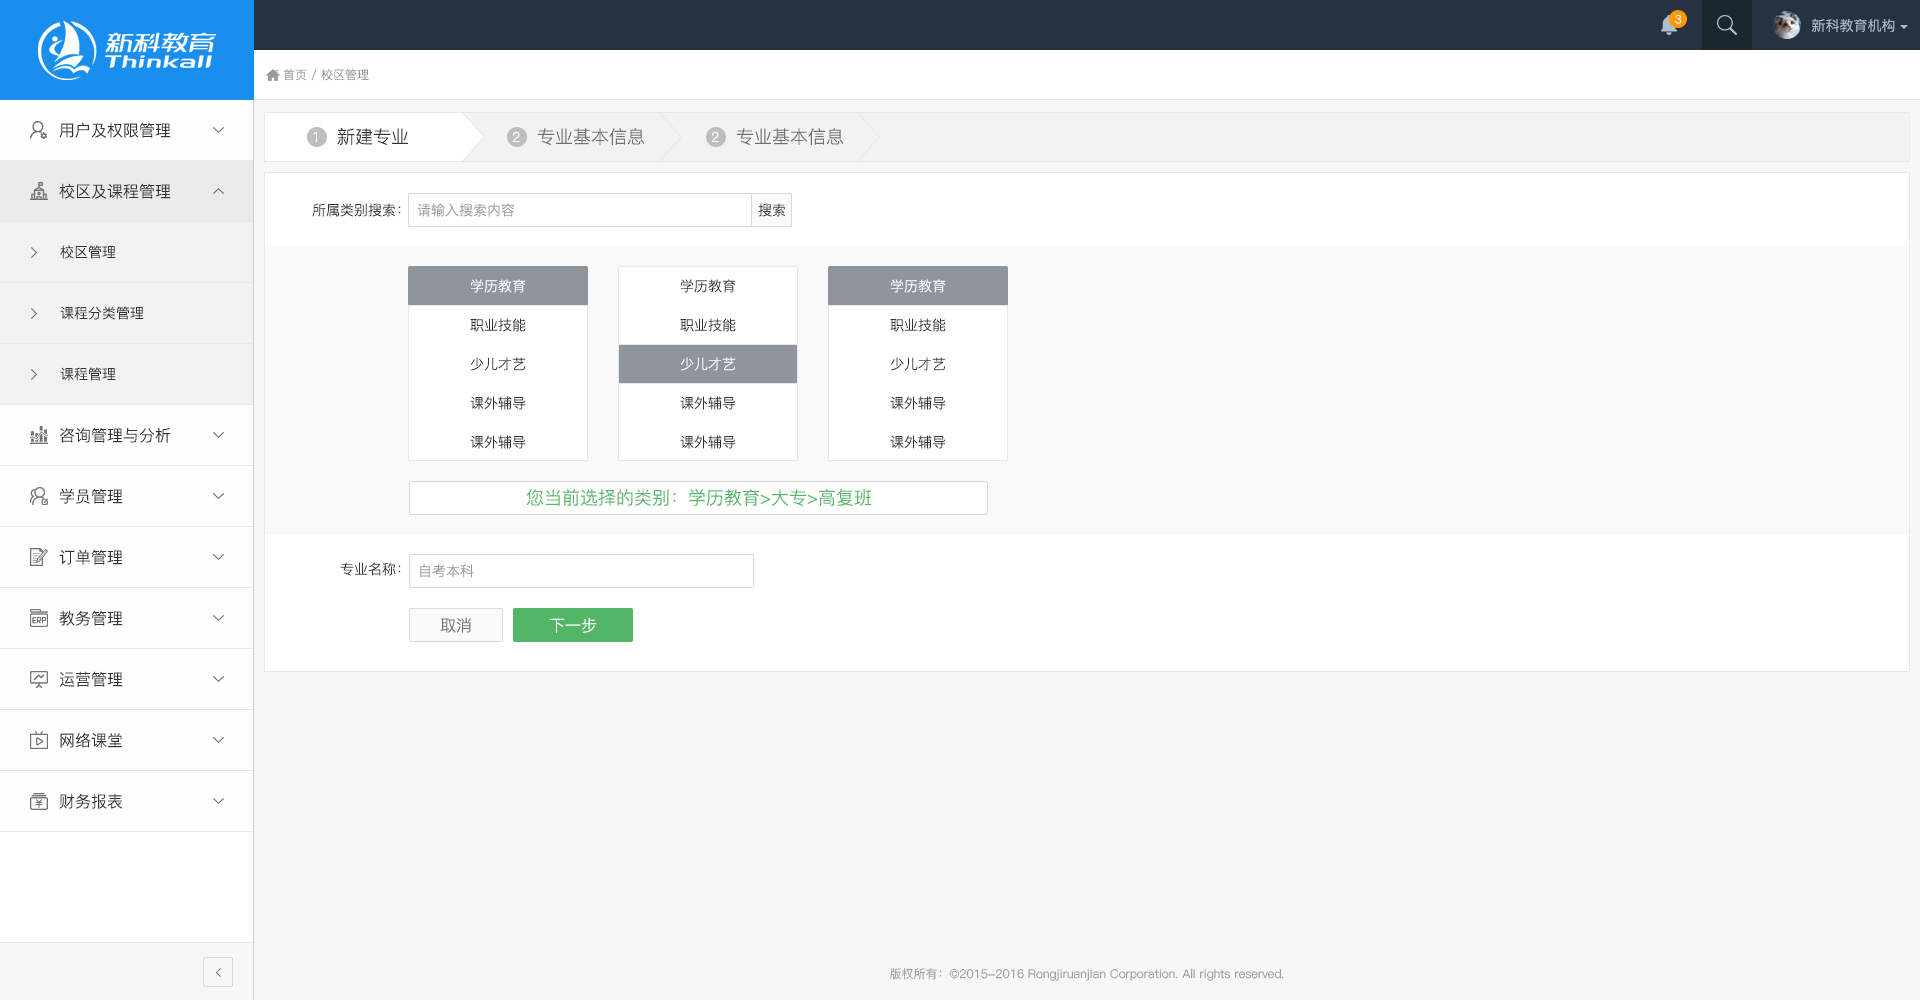 新科教育
Thinkall
3
新科教育机构
首页 / 校区管理
用户及权限管理
校区及课程管理
校区管理
课程分类管理
课程管理
咨询管理与分析
学员管理
订单管理
ERP
教务管理
运营管理
网络课堂
财务报表
1 新建专业
2 专业基本信息
2 专业基本信息
所属类别搜索：
请输入搜索内容
搜索
学历教育
职业技能
少儿才艺
课外辅导
课外辅导
学历教育
职业技能
少儿才艺
课外辅导
课外辅导
学历教育
职业技能
少儿才艺
课外辅导
课外辅导
您当前选择的类别：学历教育>大专>高复班
专业名称：
自考本科
取消
下一步
版权所有：©2015-2016 Rongjiruanjian Corporation. All rights reserved.